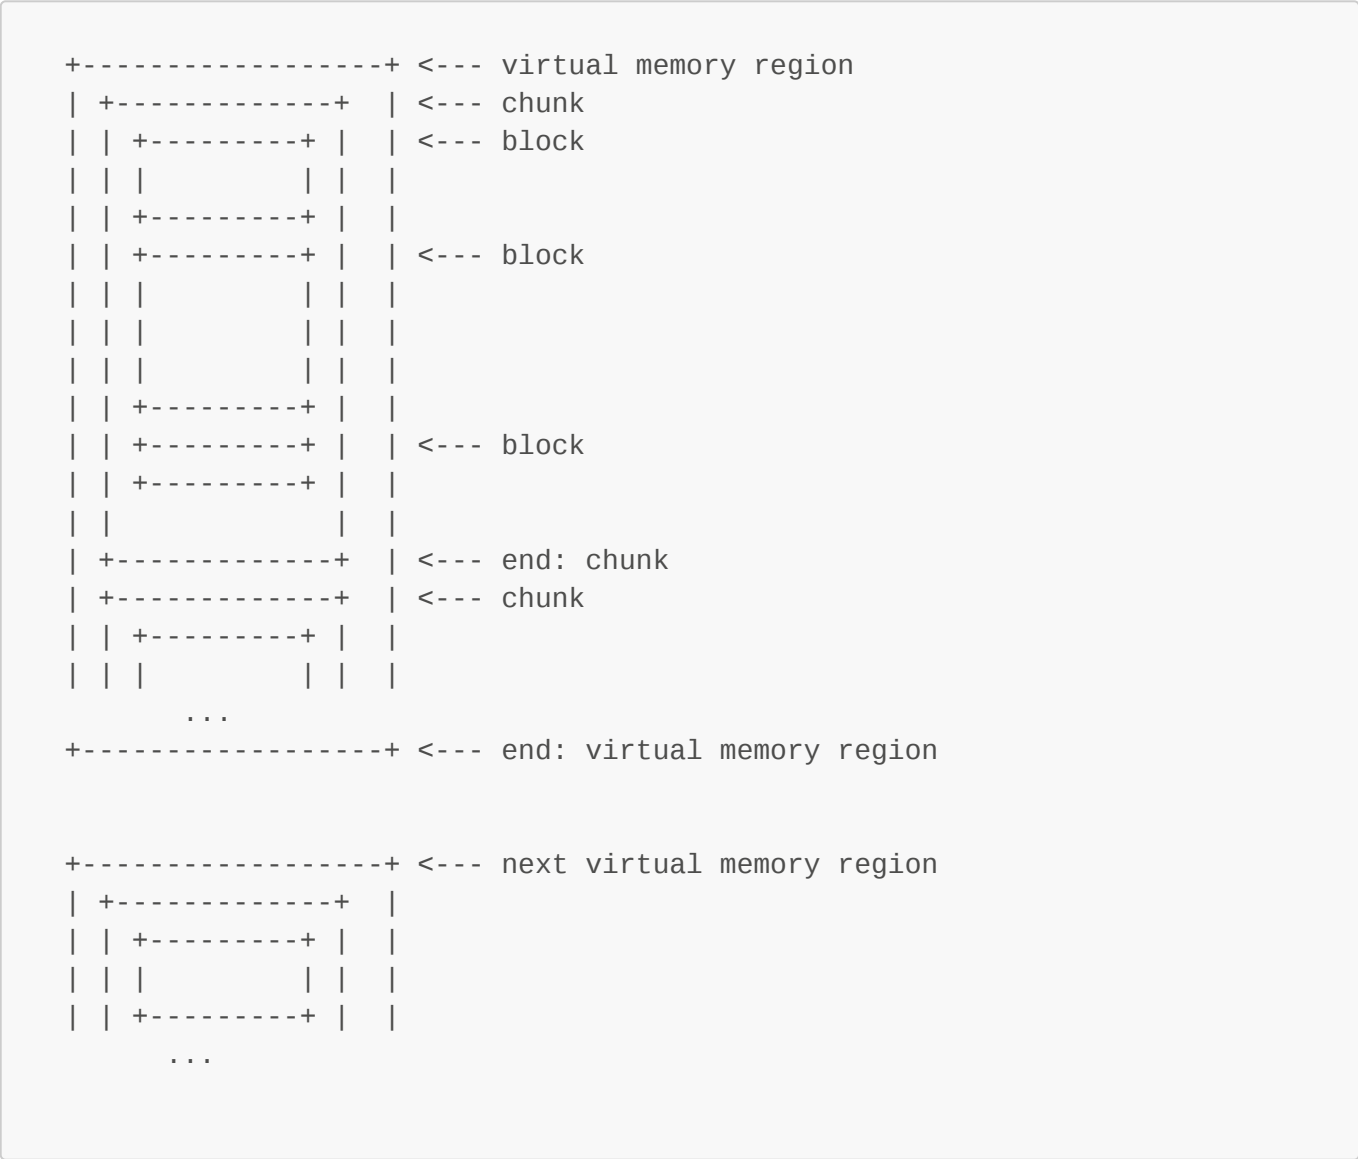 +------------------+ <--- virtual memory region
| +-------------+  | <--- chunk
| | +---------+ |  | <--- block
| | |         | |  |
| | +---------+ |  |
| | +---------+ |  | <--- block
| | |         | |  |
| | |         | |  |
| | |         | |  |
| | +---------+ |  |
| | +---------+ |  | <--- block
| | +---------+ |  |
| |             |  |
| +-------------+  | <--- end: chunk
| +-------------+  | <--- chunk
| | +---------+ |  |
| | |         | |  |
       ...
+------------------+ <--- end: virtual memory region
+------------------+ <--- next virtual memory region
| +-------------+  |
| | +---------+ |  |
| | |         | |  |
| | +---------+ |  |
      ...